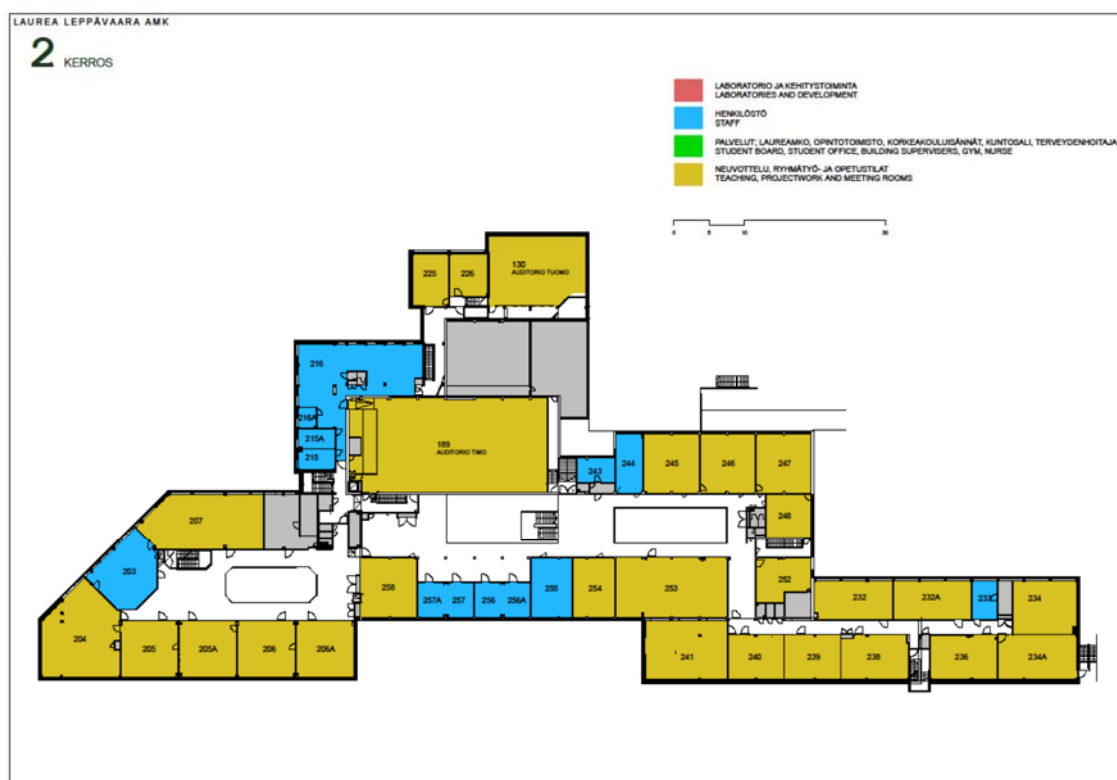 LAUREA LEPPÄVAARA AMK
2 KERROS
LABORATORIO JA KEHITYSTOIMINTA
LABORATORIES AND DEVELOPMENT
HENKILÖSTÖ
STAFF
PALVELUT; LAUREAMKO, OPINTOTOIMISTO, KORKEAKOULUISÄNNÄT, KUNTOSALI, TERVEYDENHOITAJA
STUDENT BOARD, STUDENT OFFICE, BUILDING SUPERVISERS, GYM, NURSE
NEUVOTTELU, RYHMÄTYÖ- JA OPETUSTILAT
TEACHING, PROJECTWORK AND MEETING ROOMS
0 5 10
225
226
130
AUDITORIO TUOMO
216
216A
215A
215
189
AUDITORIO TIMO
243
244
245
246
247
248
207
203
204
205
205A
206
206A
258
257A
257
256
256A
255
254
253
252
232
232A
233
234
241
240
239
238
236
234A